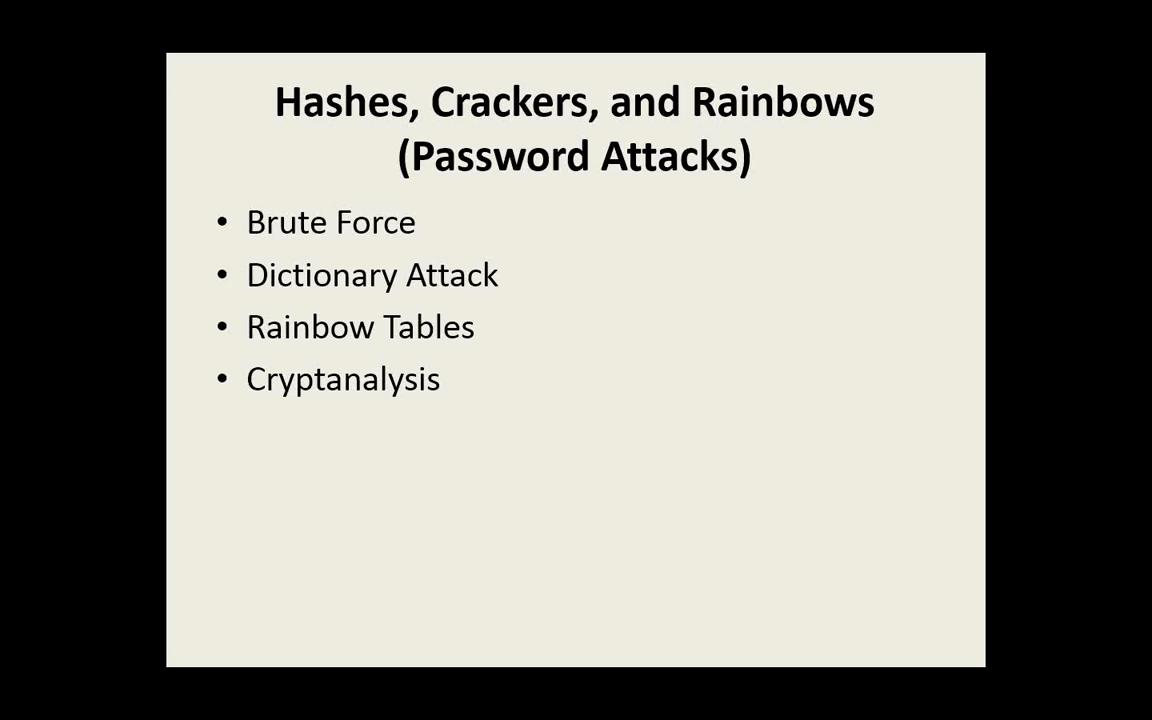 Hashes, Crackers, and Rainbows
(Password Attacks)
• Brute Force
• Dictionary Attack
• Rainbow Tables
• Cryptanalysis